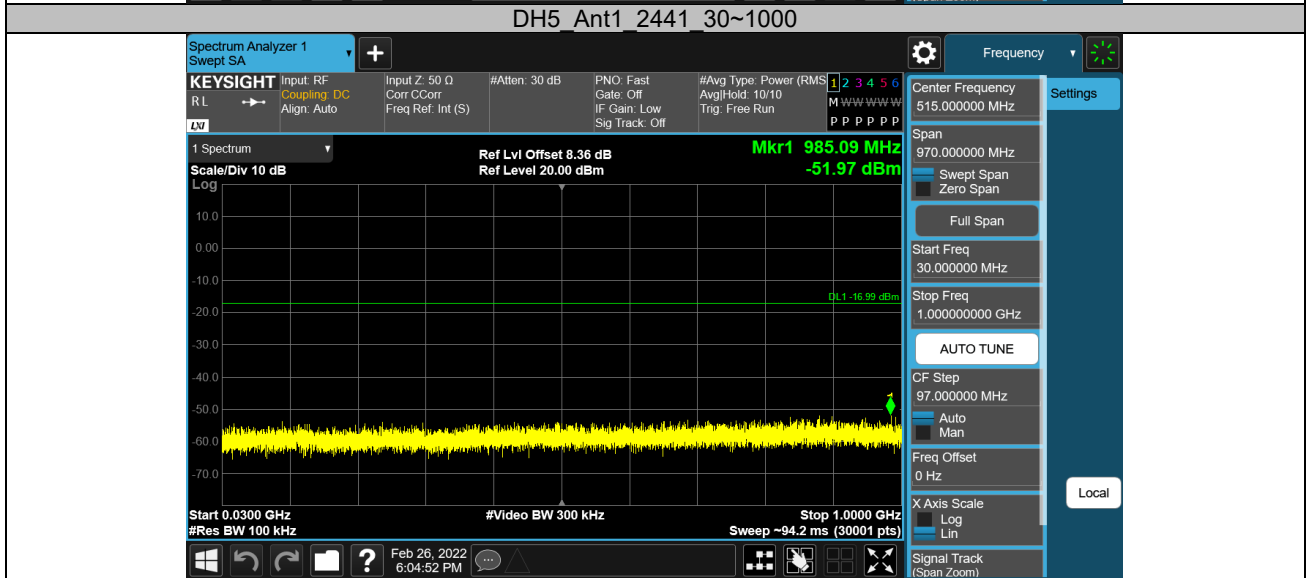 DH5_Ant1_2441_30~1000
Spectrum Analyzer 1
Swept SA
+
Frequency
KEYSIGHT
R L
LXI
Input: RF
Coupling: DC
Align: Auto
Input Z: 50 Ω
Corr CCorr
Freq Ref: Int (S)
#Atten: 30 dB
PNO: Fast
Gate: Off
IF Gain: Low
Sig Track: Off
#Avg Type: Power (RMS
Avg|Hold: 10/10
Trig: Free Run
1 2 3 4 5 6
M W W W W W
P P P P P P
1 Spectrum
Scale/Div 10 dB
Log
Ref Lvl Offset 8.36 dB
Ref Level 20.00 dBm
Mkr1 985.09 MHz
-51.97 dBm
10.0
0.00
-10.0
-20.0
-30.0
-40.0
-50.0
-60.0
-70.0
DL1 -16.99 dBm
1
Start 0.0300 GHz
#Res BW 100 kHz
#Video BW 300 kHz
Stop 1.0000 GHz
Sweep ~94.2 ms (30001 pts)
Center Frequency
515.000000 MHz
Settings
Span
970.000000 MHz
Swept Span
Zero Span
Full Span
Start Freq
30.000000 MHz
Stop Freq
1.000000000 GHz
AUTO TUNE
CF Step
97.000000 MHz
Auto
Man
Freq Offset
0 Hz
X Axis Scale
Log
Lin
Local
Signal Track
(Span Zoom)
?
Feb 26, 2022
6:04:52 PM